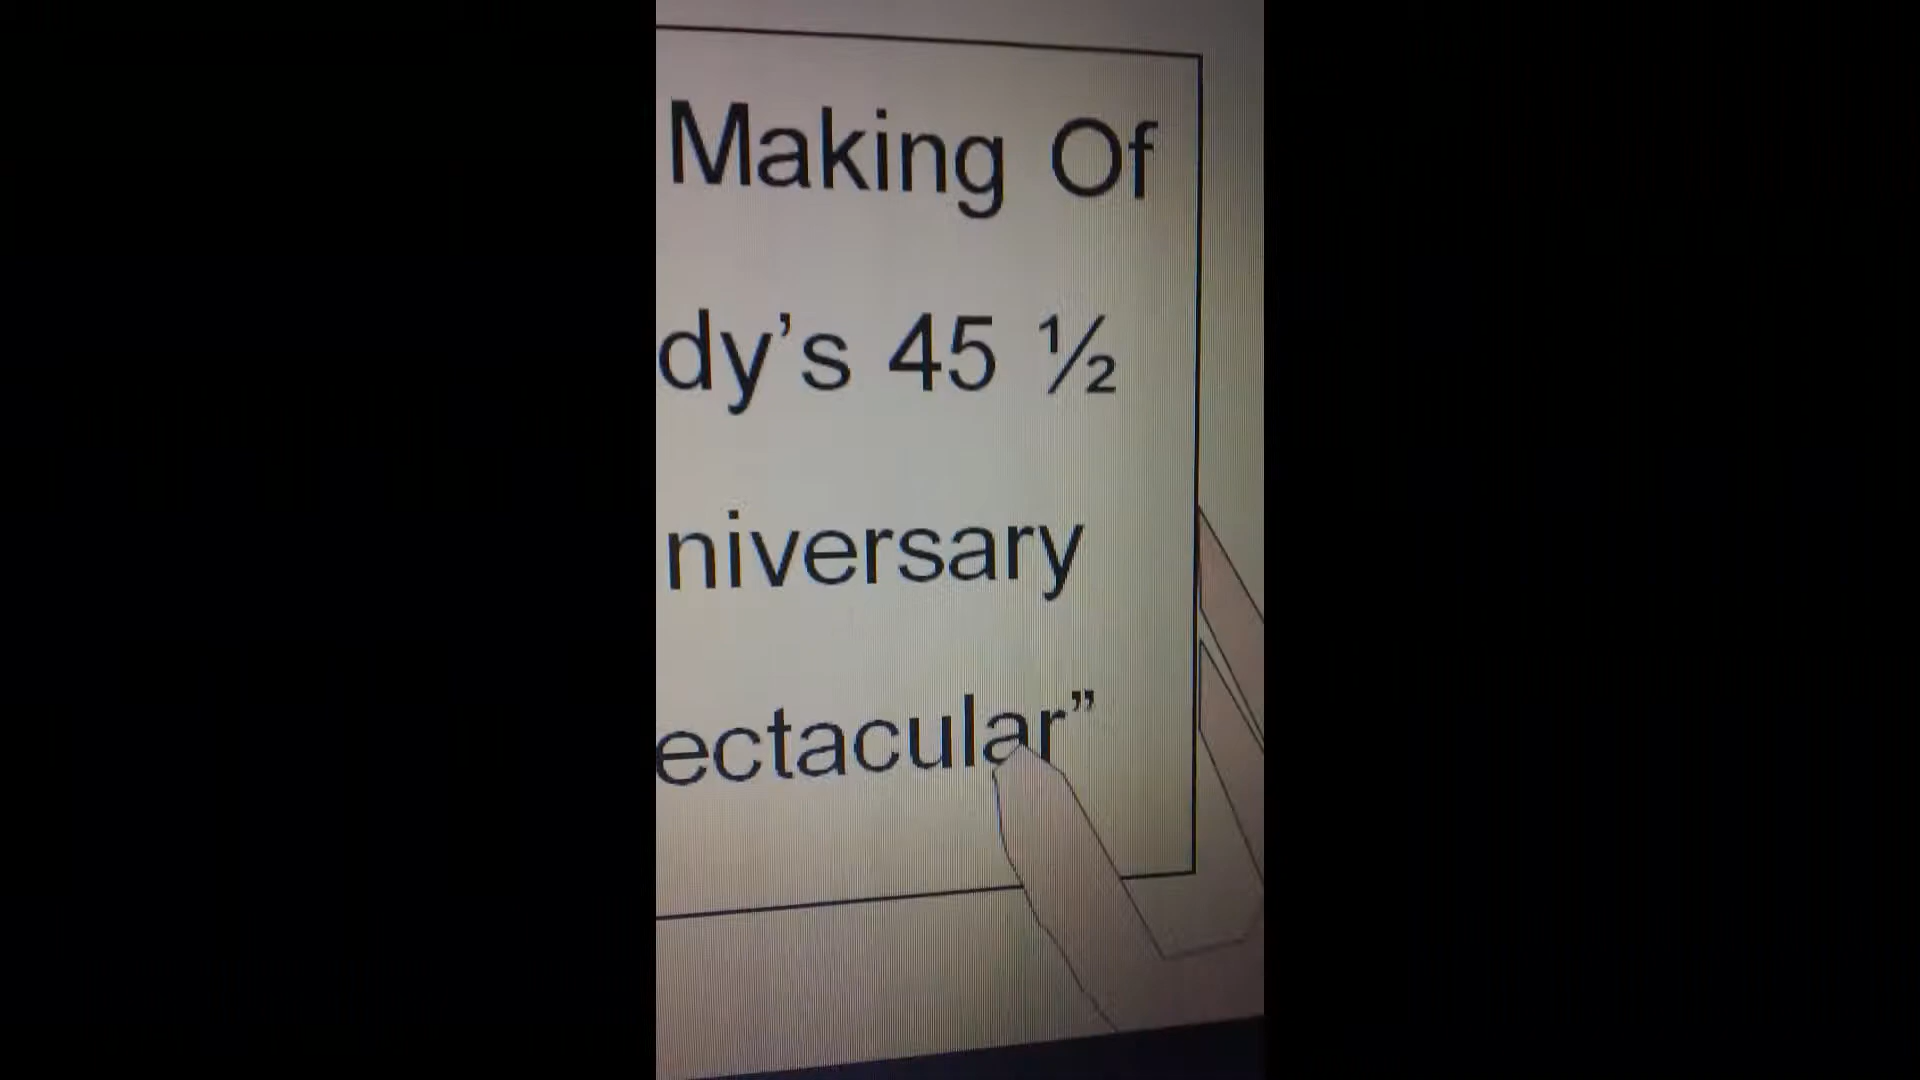 Making Of
dy’s 45 ½
niversary
ectacular”